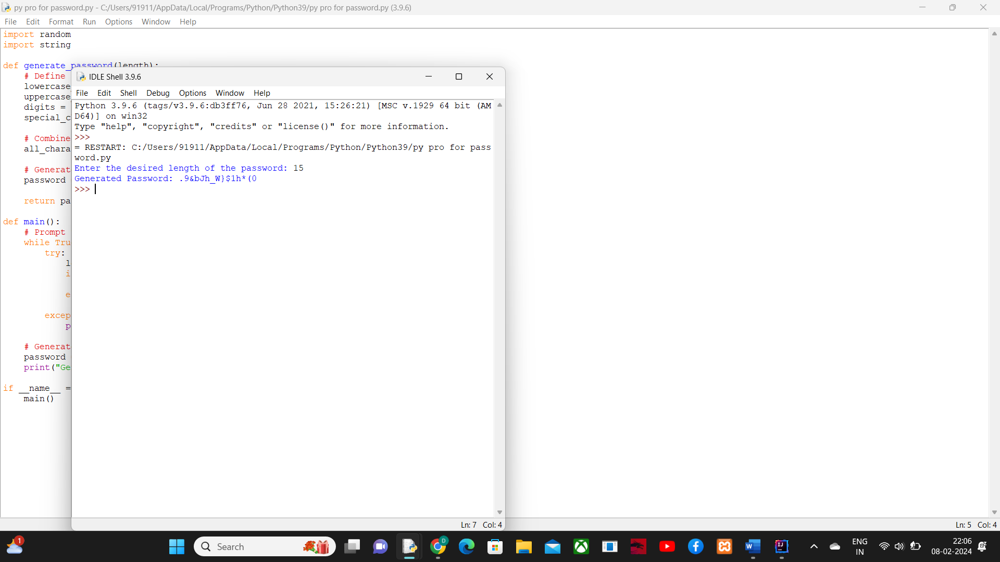 py pro for password.py - C:/Users/91911/AppData/Local/Programs/Python/Python39/py pro for password.py (3.9.6)
File Edit Format Run Options Window Help
import random
import string
def generate_password(length):
# Define
lowercase
uppercase
digits =
special_c
# Combine
all_chara
# Generat
password
return pa
def main():
# Prompt
while Tru
try:
l
i
e
excep
p
# Generat
password
print("Ge
if __name__ =
main()
IDLE Shell 3.9.6
File Edit Shell Debug Options Window Help
Python 3.9.6 (tags/v3.9.6:db3ff76, Jun 28 2021, 15:26:21) [MSC v.1929 64 bit (AM
D64)] on win32
Type "help", "copyright", "credits" or "license()" for more information.
>>>
= RESTART: C:/Users/91911/AppData/Local/Programs/Python/Python39/py pro for pass
word.py
Enter the desired length of the password: 15
Generated Password: .9&bJh_W}$1h*(0
>>>
Ln: 7 Col: 4
Ln: 5 Col: 4
1
Search
D
W
IJ
ENG
IN
22:06
08-02-2024